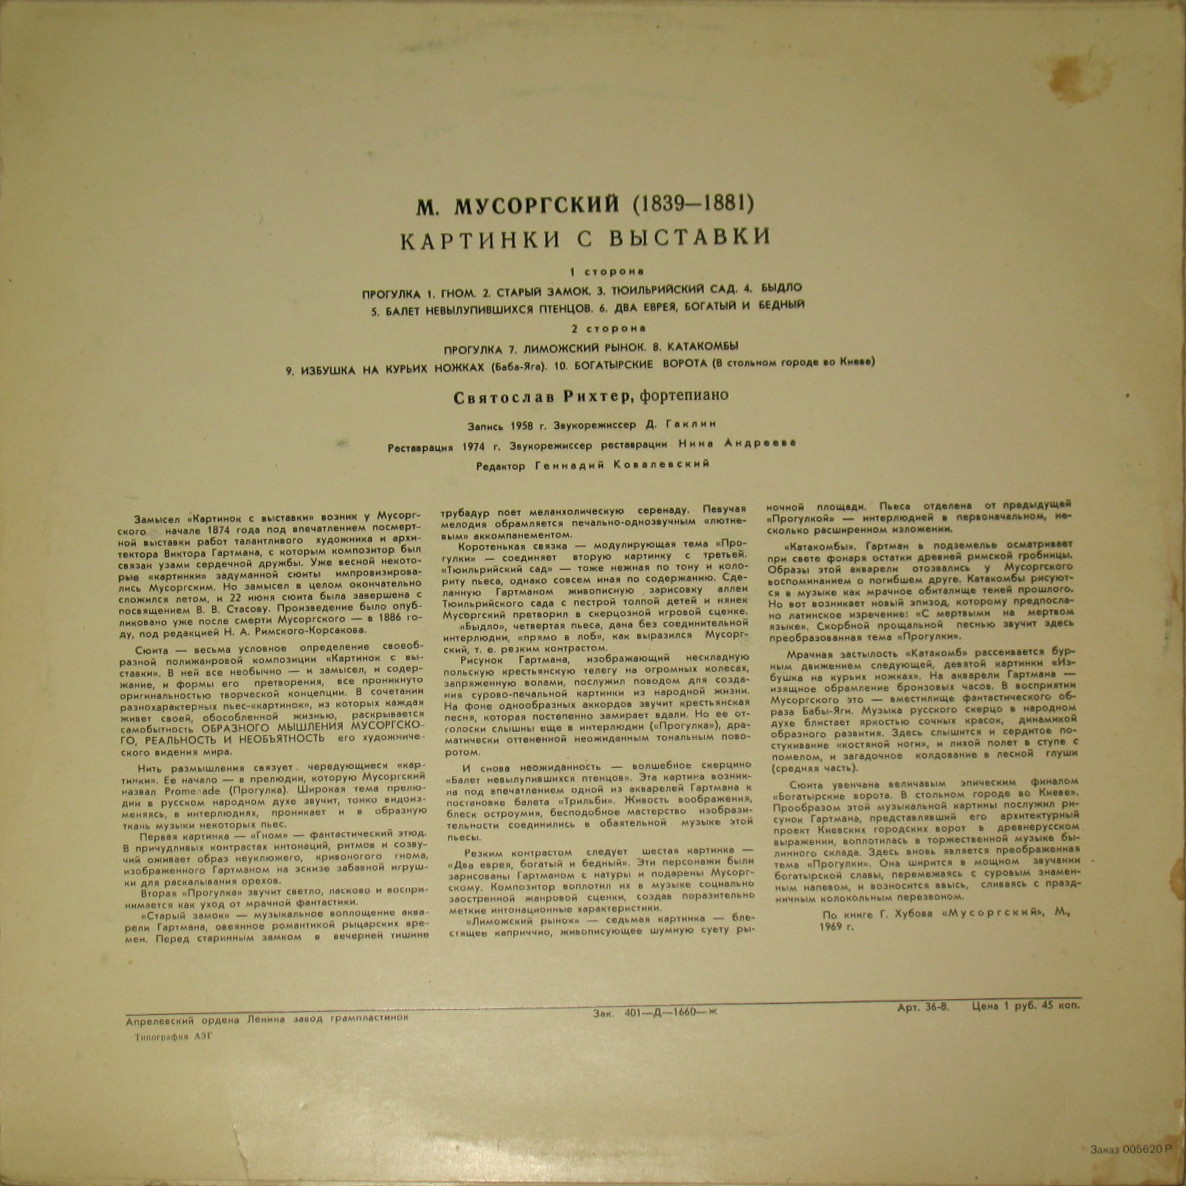 М. МУСОРГСКИЙ (1839—1881)
КАРТИНКИ С ВЫСТАВКИ
1 сторона
ПРОГУЛКА 1. ГНОМ. 2. СТАРЫЙ ЗАМОК. 3. ТЮИЛЬРИЙСКИЙ САД. 4. БЫДЛО
5. БАЛЕТ НЕВЫЛУПИВШИХСЯ ПТЕНЦОВ. 6. ДВА ЕВРЕЯ, БОГАТЫЙ И БЕДНЫЙ
2 сторона
ПРОГУЛКА 7. ЛИМОЖСКИЙ РЫНОК. 8. КАТАКОМБЫ
9. ИЗБУШКА НА КУРЬИХ НОЖКАХ (Баба-Яга). 10. БОГАТЫРСКИЕ ВОРОТА (В стольном городе во Киеве)
Святослав Рихтер, фортепиано
Запись 1958 г. Звукорежиссер Д. Гаклин
Реставрация 1974 г. Звукорежиссер реставрации Нина Андреева
Редактор Геннадий Ковалевский
Замысел «Картинок с выставки» возник у Мусорг-
ского начале 1874 года под впечатлением посмерт-
ной выставки работ талантливого художника и архи-
тектора Виктора Гартмана, с которым композитор был
связан узами сердечной дружбы. Уже весной некото-
рые «картинки» задуманной сюиты импровизирова-
лись Мусоргским. Но замысел в целом окончательно
сложился летом, и 22 июня сюита была завершена с
посвящением В. В. Стасову. Произведение было опуб-
ликовано уже после смерти Мусоргского — в 1886 го-
ду, под редакцией Н. А. Римского-Корсакова.
Сюита — весьма условное определение своеоб-
разной полижанровой композиции «Картинок с вы-
ставки». В ней все необычно — и замысел, и содер-
жание, и формы его претворения, все проникнуто
оригинальностью творческой концепции. В сочетании
разнохарактерных пьес-«картинок», из которых каждая
живет своей, обособленной жизнью, раскрывается
самобытность ОБРАЗНОГО МЫШЛЕНИЯ МУСОРГСКО-
ГО, РЕАЛЬНОСТЬ И НЕОБЪЯТНОСТЬ его художниче-
ского видения мира.
Нить размышления связует чередующиеся «кар-
тинки». Ее начало — в прелюдии, которую Мусоргский
назвал Promenade (Прогулка). Широкая тема прелю-
дии в русском народном духе звучит, тонко видоиз-
меняясь, в интерлюдиях, проникает и в образную
ткань музыки некоторых пьес.
Первая картинка — «Гном» — фантастический этюд.
В причудливых контрастах интонаций, ритмов и созву-
чий оживает образ неуклюжего, кривоногого гнома,
изображенного Гартманом на эскизе забавной игруш-
ки для раскалывания орехов.
Вторая «Прогулка» звучит светло, ласково и воспри-
нимается как уход от мрачной фантастики.
«Старый замок» — музыкальное воплощение аква-
рели Гартмана, овеянное романтикой рыцарских вре-
мен. Перед старинным замком в вечерней тишине
трубадур поет меланхолическую серенаду. Певучая
мелодия обрамляется печально-однозвучным «лютне-
вым» аккомпанементом.
Коротенькая связка — модулирующая тема «Про-
гулки» — соединяет вторую картинку с третьей.
«Тюильрийский сад» — тоже нежная по тону и коло-
риту пьеса, однако совсем иная по содержанию. Сде-
ланную Гартманом живописную зарисовку аллеи
Тюильрийского сада с пестрой толпой детей и нянек
Мусоргский претворил в скерцозной игровой сценке.
«Быдло», четвертая пьеса, дана без соединительной
интерлюдии, «прямо в лоб», как выразился Мусорг-
ский, т. е. резким контрастом.
Рисунок Гартмана, изображающий нескладную
польскую крестьянскую телегу на огромных колесах,
запряженную волами, послужил поводом для созда-
ния сурово-печальной картинки из народной жизни.
На фоне однообразных аккордов звучит крестьянская
песня, которая постепенно замирает вдали. Но ее от-
голоски слышны еще в интерлюдии («Прогулка»), дра-
матически оттененной неожиданным тональным пово-
ротом.
И снова неожиданность — волшебное скерцино
«Балет невылупившихся птенцов». Эта картина возник-
ла под впечатлением одной из акварелей Гартмана к
постановке балета «Трильби». Живость воображения,
блеск остроумия, бесподобное мастерство изобрази-
тельности соединились в обаятельной музыке этой
пьесы.
Резким контрастом следует шестая картинка —
«Два еврея, богатый и бедный». Эти персонажи были
зарисованы Гартманом с натуры и подарены Мусорг-
скому. Композитор воплотил их в музыке социально
заостренной жанровой сценки, создав поразительно
меткие интонационные характеристики.
«Лиможский рынок» — седьмая картинка — бле-
стящее каприччио, живописующее шумную суету ры-
ночной площади. Пьеса отделена от предыдущей
«Прогулкой» — интерлюдией в первоначальном, не-
сколько расширенном изложении.
«Катакомбы». Гартман в подземелье осматривает
при свете фонаря остатки древней римской гробницы.
Образы этой акварели отозвались у Мусоргского
воспоминанием о погибшем друге. Катакомбы рисуют-
ся в музыке как мрачное обиталище теней прошлого.
Но вот возникает новый эпизод, которому предпосла-
но латинское изречение: «С мертвыми на мертвом
языке». Скорбной прощальной песнью звучит здесь
преобразованная тема «Прогулки».
Мрачная застылость «Катакомб» рассеивается бур-
ным движением следующей, девятой картинки «Из-
бушка на курьих ножках». На акварели Гартмана —
изящное обрамление бронзовых часов. В восприятии
Мусоргского это — вместилище фантастического об-
раза Бабы-Яги. Музыка русского скерцо в народном
духе блистает яркостью сочных красок, динамикой
образного развития. Здесь слышится и сердитое по-
стукивание «костяной ноги», и лихой полет в ступе с
помелом, и загадочное колдование в лесной глуши
(средняя часть).
Сюита увенчана величавым эпическим финалом
«Богатырские ворота. В стольном городе во Киеве».
Прообразом этой музыкальной картины послужил ри-
сунок Гартмана, представлявший его архитектурный
проект Киевских городских ворот в древнерусском
выражении, воплотилась в торжественной музыке бы-
линного склада. Здесь вновь является преображенная
тема «Прогулки». Она ширится в мощном звучании
богатырской славы, перемежаясь с суровым знамен-
ным напевом, и возносится ввысь, сливаясь с празд-
ничным колокольным перезвоном.
По книге Г. Хубова «Мусоргский», М.,
1969 г.
Апрелевский ордена Ленина завод грампластинок
Зак. 401—Д—1660—ж
Арт. 36-8. Цена 1 руб. 45 коп.
Типография АЗГ
Заказ 005620 Р